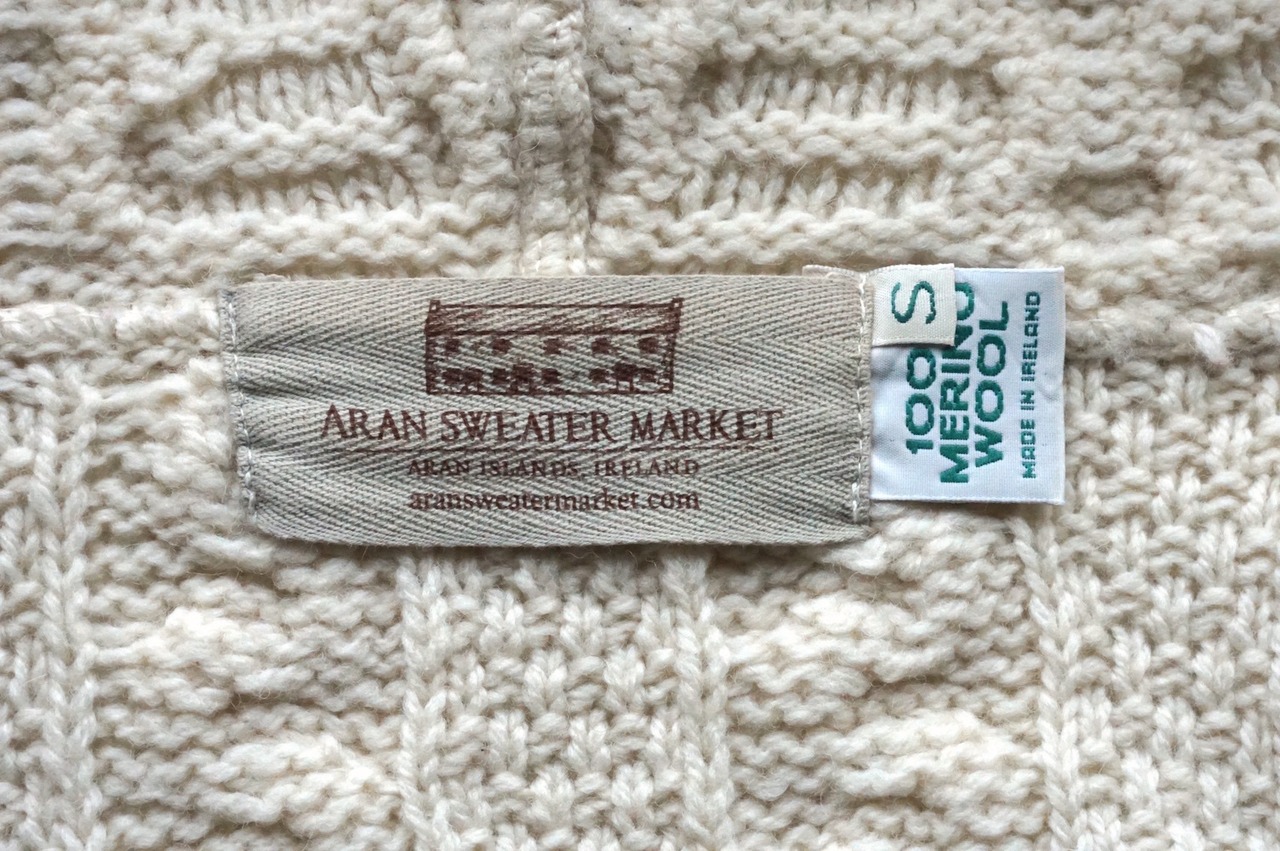 ARAN SWEATER MARKET
ARAN ISLANDS, IRELAND
aransweatermarket.com
S
100%
MERINO
WOOL
MADE IN IRELAND